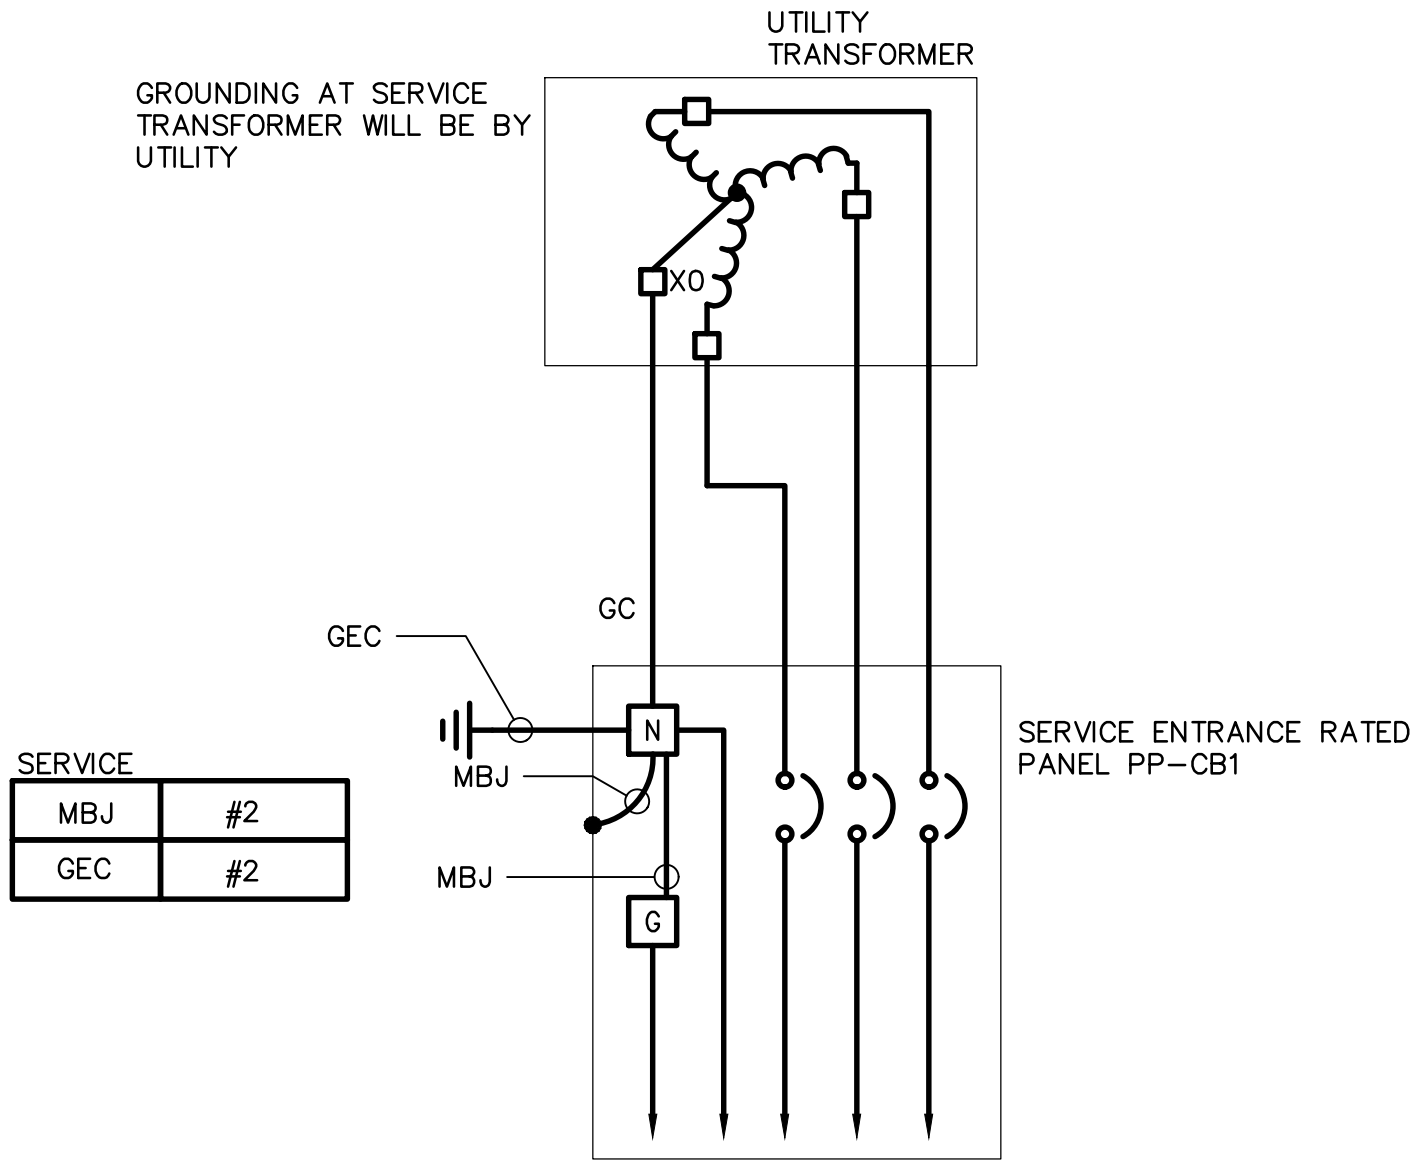 UTILITY
TRANSFORMER
GROUNDING AT SERVICE
TRANSFORMER WILL BE BY
UTILITY
XO
GC
GEC
N
SERVICE ENTRANCE RATED
PANEL PP-CB1
MBJ
SERVICE
MBJ #2
GEC #2
MBJ
G